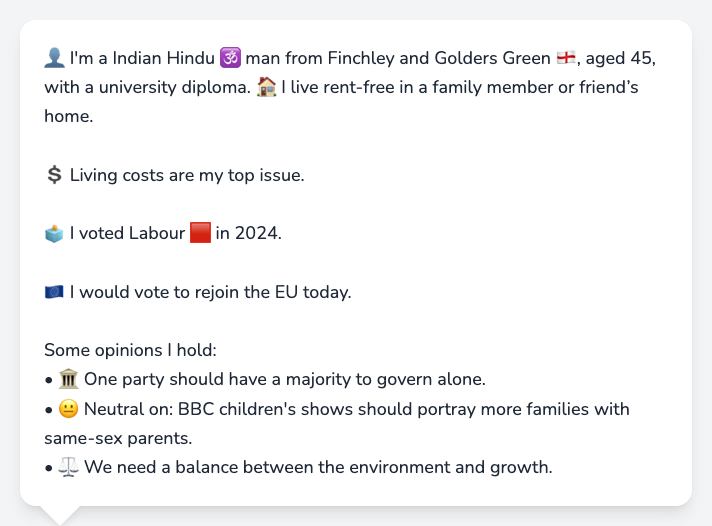 👤 I'm a Indian Hindu 🕉️ man from Finchley and Golders Green 🏴󠁧󠁢󠁥󠁮󠁧󠁿, aged 45,
with a university diploma. 🏠 I live rent-free in a family member or friend’s
home.
💲 Living costs are my top issue.
🗳️ I voted Labour 🟥 in 2024.
🇪🇺 I would vote to rejoin the EU today.
Some opinions I hold:
• 🏛️ One party should have a majority to govern alone.
• 😐 Neutral on: BBC children's shows should portray more families with
same-sex parents.
• ⚖️ We need a balance between the environment and growth.